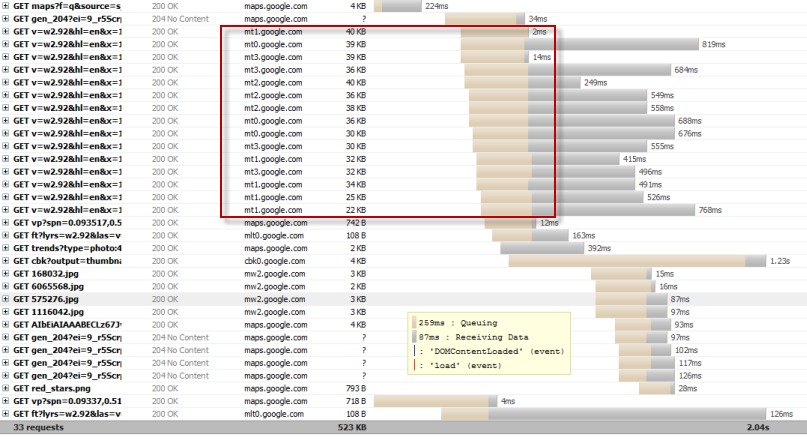 GET maps?f=q&source=s_ 200 OK maps.google.com 4 KB 224ms
GET gen_204?ei=9_r5Scrj 204 No Content maps.google.com ? 34ms
GET v=w2.92&hl=en&x=1 200 OK mt1.google.com 40 KB 2ms
GET v=w2.92&hl=en&x=1 200 OK mt0.google.com 39 KB 819ms
GET v=w2.92&hl=en&x=1 200 OK mt3.google.com 39 KB 14ms
GET v=w2.92&hl=en&x=1 200 OK mt3.google.com 36 KB 684ms
GET v=w2.92&hl=en&x=1 200 OK mt2.google.com 40 KB 249ms
GET v=w2.92&hl=en&x=1 200 OK mt2.google.com 36 KB 549ms
GET v=w2.92&hl=en&x=1 200 OK mt2.google.com 38 KB 558ms
GET v=w2.92&hl=en&x=1 200 OK mt0.google.com 36 KB 688ms
GET v=w2.92&hl=en&x=1 200 OK mt0.google.com 30 KB 676ms
GET v=w2.92&hl=en&x=1 200 OK mt3.google.com 30 KB 555ms
GET v=w2.92&hl=en&x=1 200 OK mt1.google.com 32 KB 415ms
GET v=w2.92&hl=en&x=1 200 OK mt3.google.com 32 KB 496ms
GET v=w2.92&hl=en&x=1 200 OK mt1.google.com 34 KB 491ms
GET v=w2.92&hl=en&x=1 200 OK mt1.google.com 25 KB 526ms
GET v=w2.92&hl=en&x=1 200 OK mt1.google.com 22 KB 768ms
GET vp?spn=0.093517,0.5 200 OK maps.google.com 742 B 12ms
GET ft?lyrs=w2.92&las=v 200 OK mlt0.google.com 108 B 163ms
GET trends?type=photo:4 200 OK maps.google.com 2 KB 392ms
GET cbk?output=thumbna 200 OK cbk0.google.com 4 KB 1.23s
GET 168032.jpg 200 OK mw2.google.com 3 KB 15ms
GET 6065568.jpg 200 OK mw2.google.com 2 KB 16ms
GET 575276.jpg 200 OK mw2.google.com 3 KB 87ms
GET 1116042.jpg 200 OK mw2.google.com 3 KB 97ms
GET AIbEiAIAAABECLz67J 200 OK maps.google.com 4 KB 93ms
GET gen_204?ei=9_r5Scrj 204 No Content maps.google.com ? 97ms
GET gen_204?ei=9_r5Scrj 204 No Content maps.google.com ? 102ms
GET gen_204?ei=9_r5Scrj 204 No Content maps.google.com ? 117ms
GET gen_204?ei=9_r5Scrj 204 No Content maps.google.com ? 126ms
GET red_stars.png 200 OK maps.google.com 793 B 28ms
GET vp?spn=0.09337,0.51 200 OK maps.google.com 718 B 4ms
GET ft?lyrs=w2.92&las=v 200 OK mlt0.google.com 108 B 126ms
33 requests 523 KB 2.04s
259ms : Queuing
87ms : Receiving Data
: 'DOMContentLoaded' (event)
: 'load' (event)